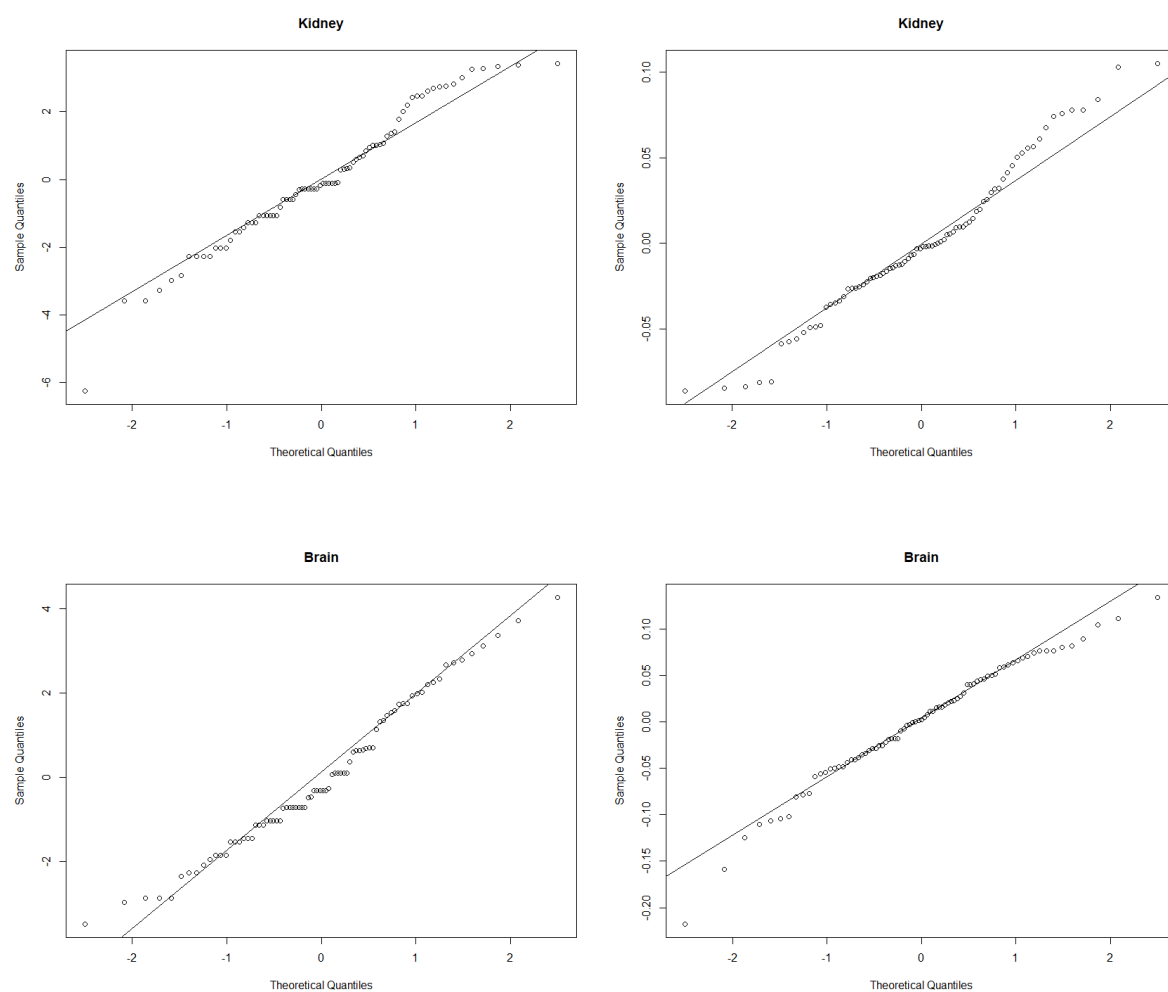 Kidney
Sample Quantiles
2
0
-2
-4
-6
-2 -1 0 1 2
Theoretical Quantiles
Kidney
Sample Quantiles
0.10
0.05
0.00
-0.05
-2 -1 0 1 2
Theoretical Quantiles
Brain
Sample Quantiles
4
2
0
-2
-2 -1 0 1 2
Theoretical Quantiles
Brain
Sample Quantiles
0.10
0.05
0.00
-0.05
-0.10
-0.15
-0.20
-2 -1 0 1 2
Theoretical Quantiles